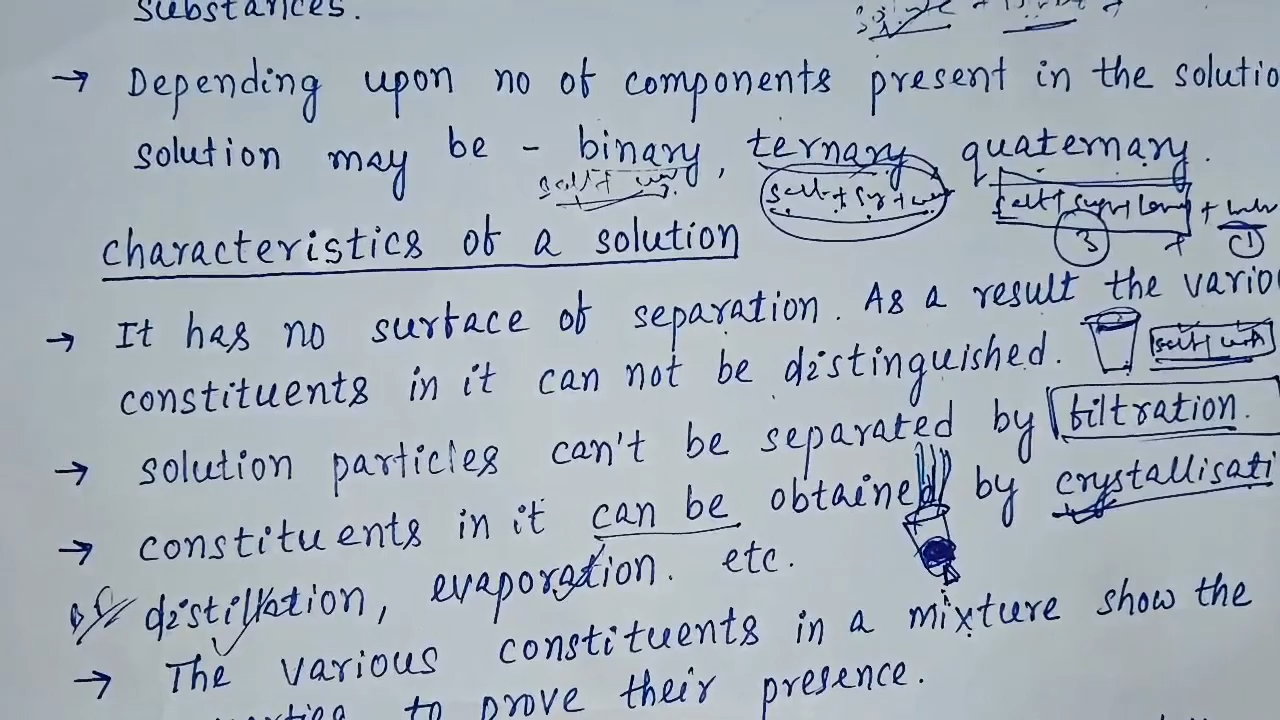 substances.
→ Depending upon no of components present in the solutio
solution may be - binary, ternary quaternary.
salt +
salt + +
3
characteristics of a solution
→ It has no surface of separation. As a result the vario
constituents in it can not be distinguished.
→ solution particles can't be separated by filtration.
→ constituents in it can be obtained by crystallisati
distillation, evaporation. etc.
→ The various constituents in a mixture show the
to prove their presence.